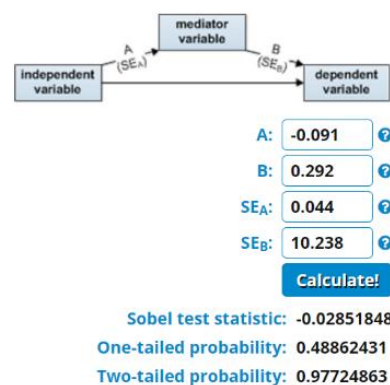 mediator
variable
A
(SEA)
B
(SEB)
independent
variable
dependent
variable
A: -0.091 ?
B: 0.292 ?
SEA: 0.044 ?
SEB: 10.238 ?
Calculate!
Sobel test statistic: -0.02851848
One-tailed probability: 0.48862431
Two-tailed probability: 0.97724863